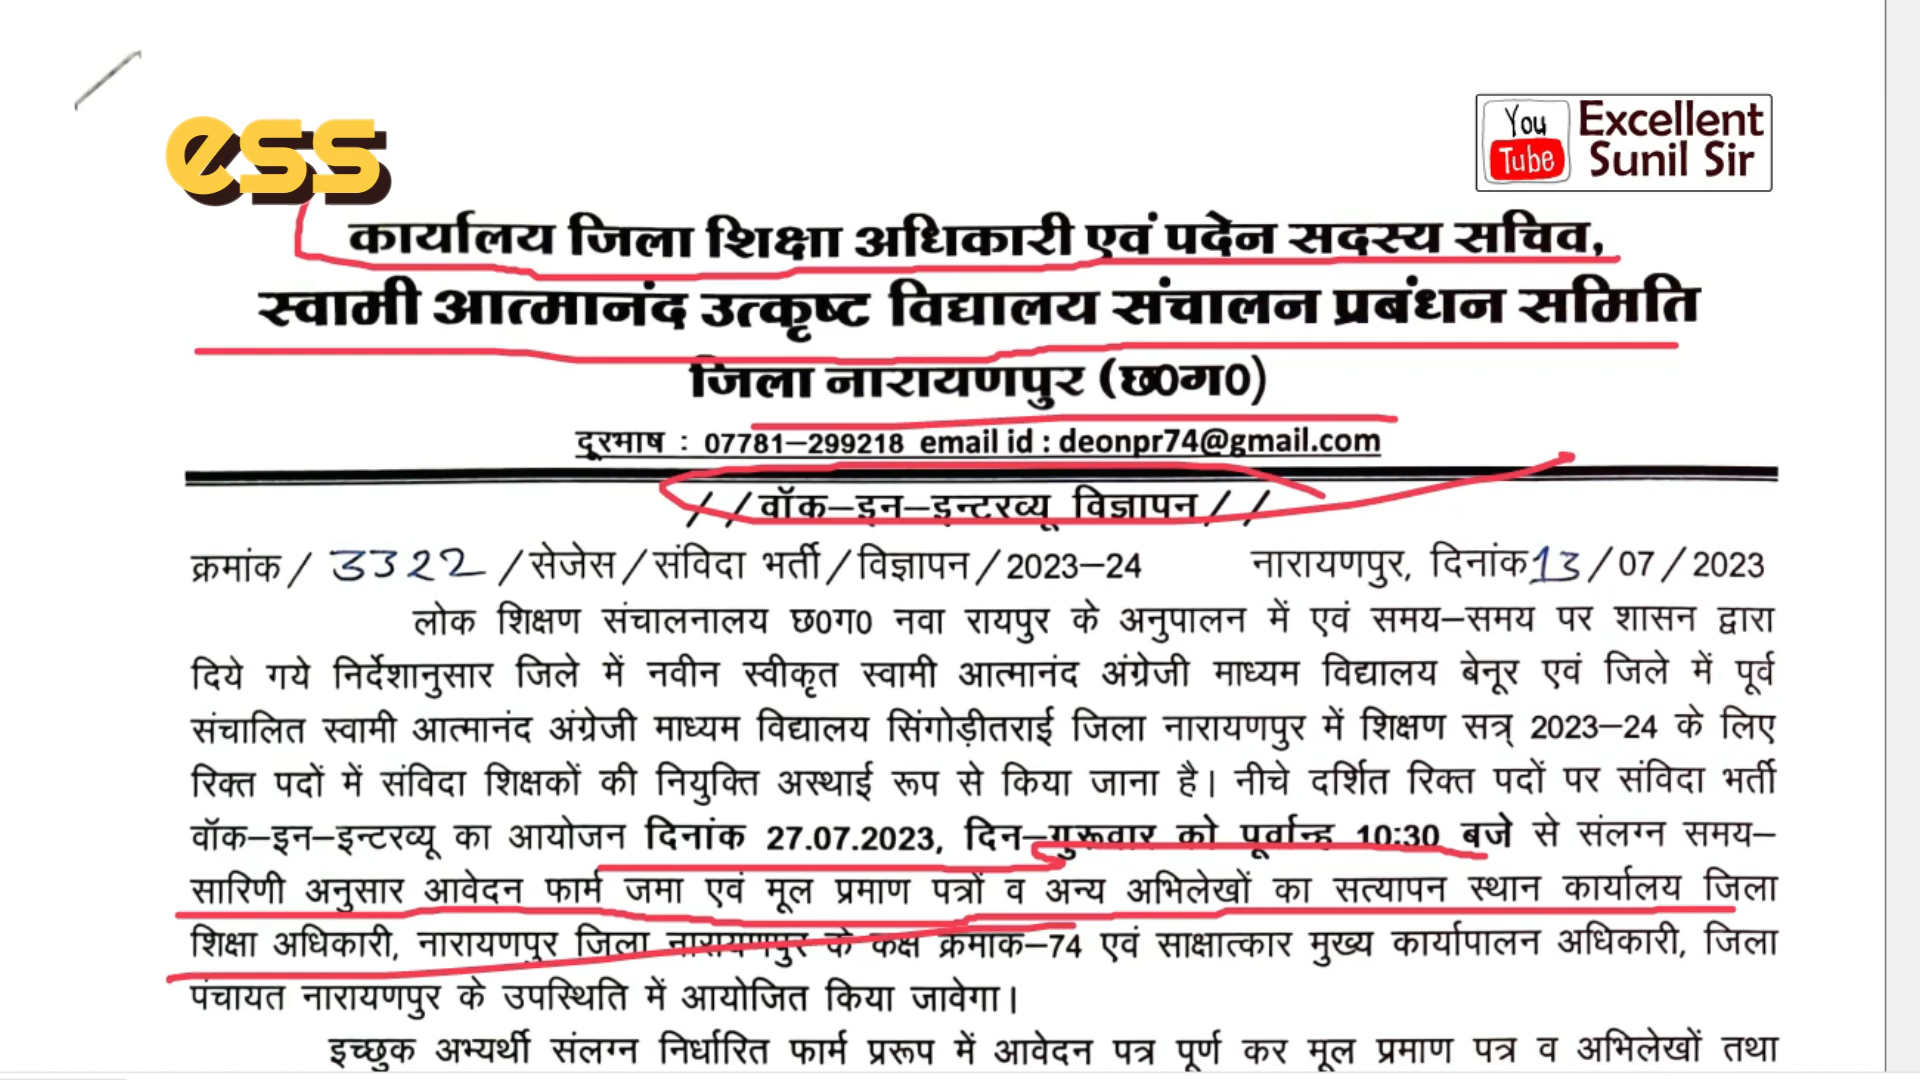 ess
You
Tube
Excellent
Sunil Sir
कार्यालय जिला शिक्षा अधिकारी एवं पदेन सदस्य सचिव,
स्वामी आत्मानंद उत्कृष्ट विद्यालय संचालन प्रबंधन समिति
जिला नारायणपुर (छ0ग0)
दूरभाष : 07781–299218 email id : deonpr74@gmail.com
//वॉक–इन–इन्टरव्यू विज्ञापन//
क्रमांक/ 3322 /सेजेस/संविदा भर्ती/विज्ञापन/2023–24 नारायणपुर, दिनांक13/07/2023
लोक शिक्षण संचालनालय छ0ग0 नवा रायपुर के अनुपालन में एवं समय–समय पर शासन द्वारा
दिये गये निर्देशानुसार जिले में नवीन स्वीकृत स्वामी आत्मानंद अंग्रेजी माध्यम विद्यालय बेनूर एवं जिले में पूर्व
संचालित स्वामी आत्मानंद अंग्रेजी माध्यम विद्यालय सिंगोड़ीतराई जिला नारायणपुर में शिक्षण सत्र् 2023–24 के लिए
रिक्त पदों में संविदा शिक्षकों की नियुक्ति अस्थाई रूप से किया जाना है। नीचे दर्शित रिक्त पदों पर संविदा भर्ती
वॉक–इन–इन्टरव्यू का आयोजन दिनांक 27.07.2023, दिन–गुरूवार को पूर्वान्ह 10:30 बजे से संलग्न समय–
सारिणी अनुसार आवेदन फार्म जमा एवं मूल प्रमाण पत्रों व अन्य अभिलेखों का सत्यापन स्थान कार्यालय जिला
शिक्षा अधिकारी, नारायणपुर जिला नारायणपुर के कक्ष क्रमांक–74 एवं साक्षात्कार मुख्य कार्यापालन अधिकारी, जिला
पंचायत नारायणपुर के उपस्थिति में आयोजित किया जावेगा।
इच्छुक अभ्यर्थी संलग्न निर्धारित फार्म प्ररूप में आवेदन पत्र पूर्ण कर मूल प्रमाण पत्र व अभिलेखों तथा